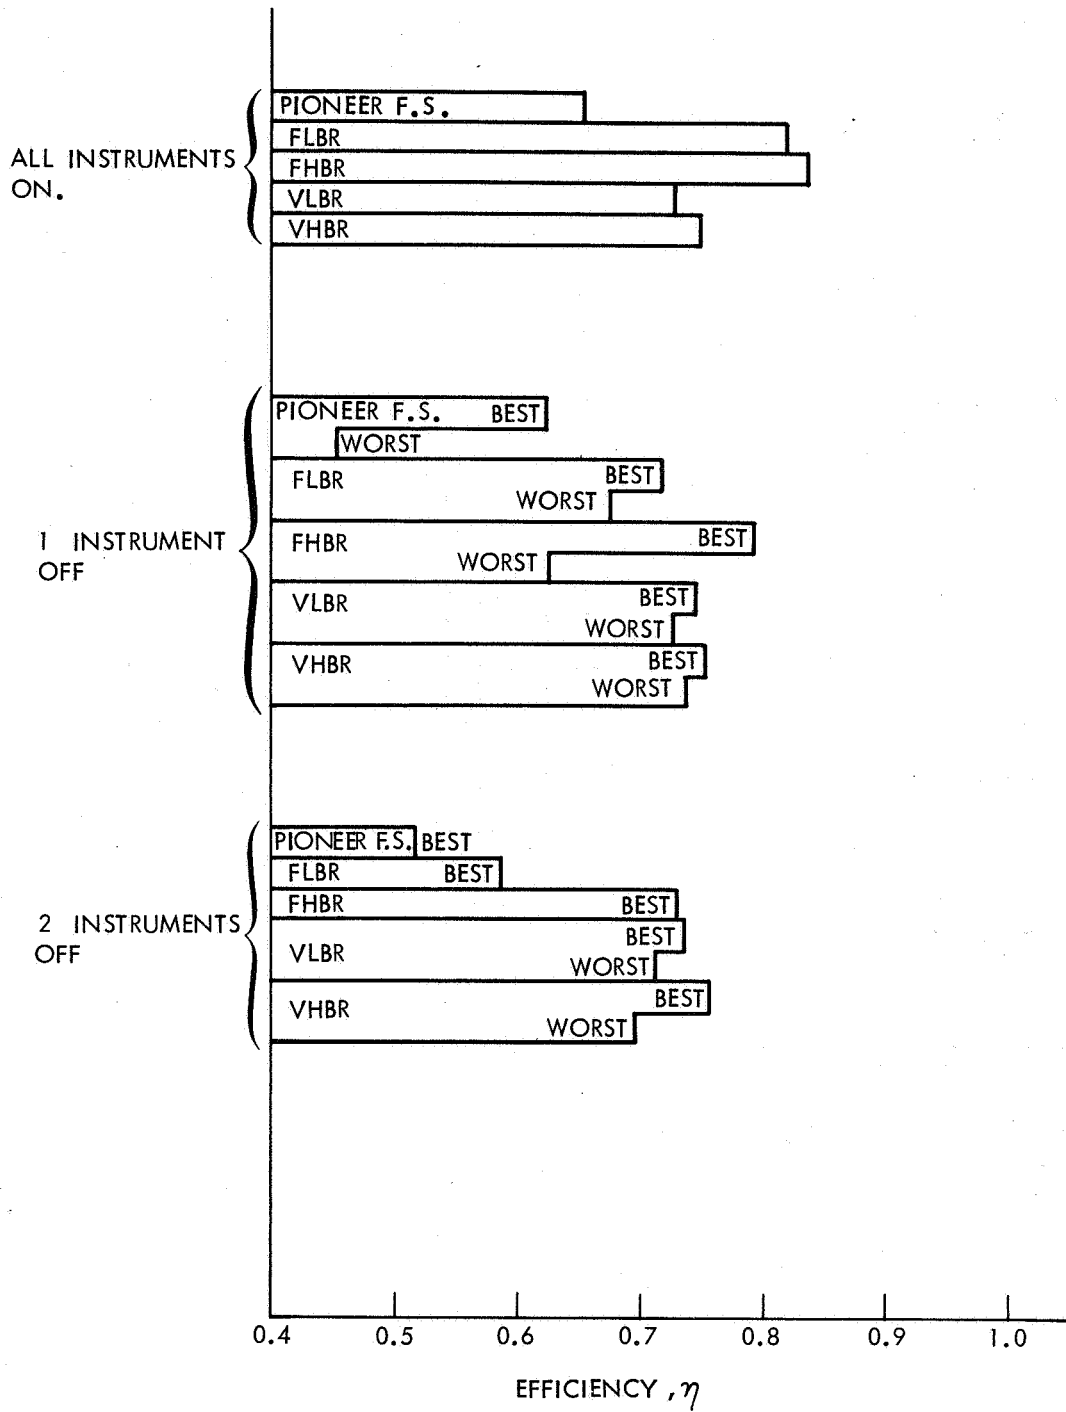 PIONEER F.S.
FLBR
ALL INSTRUMENTS
ON.
FHBR
VLBR
VHBR
PIONEER F.S. BEST
WORST
FLBR BEST
WORST
1 INSTRUMENT
OFF
FHBR BEST
WORST
VLBR BEST
WORST
VHBR BEST
WORST
PIONEER F.S. BEST
FLBR BEST
2 INSTRUMENTS
OFF
FHBR BEST
VLBR BEST
WORST
VHBR BEST
WORST
0.4 0.5 0.6 0.7 0.8 0.9 1.0
EFFICIENCY , η